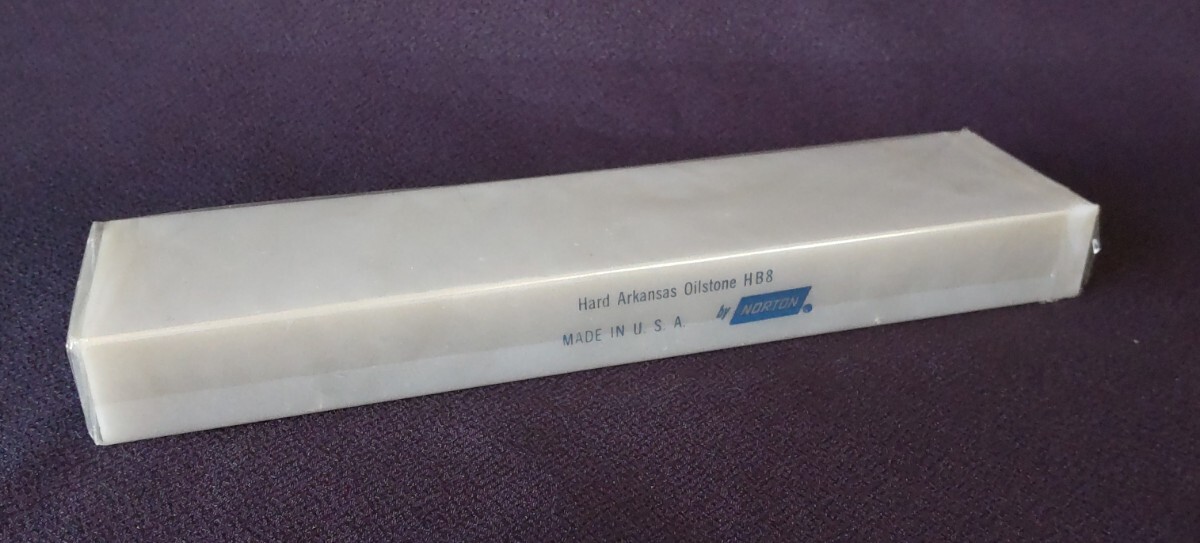 Hard Arkansas Oilstone HB8
MADE IN U. S. A. by NORTON®